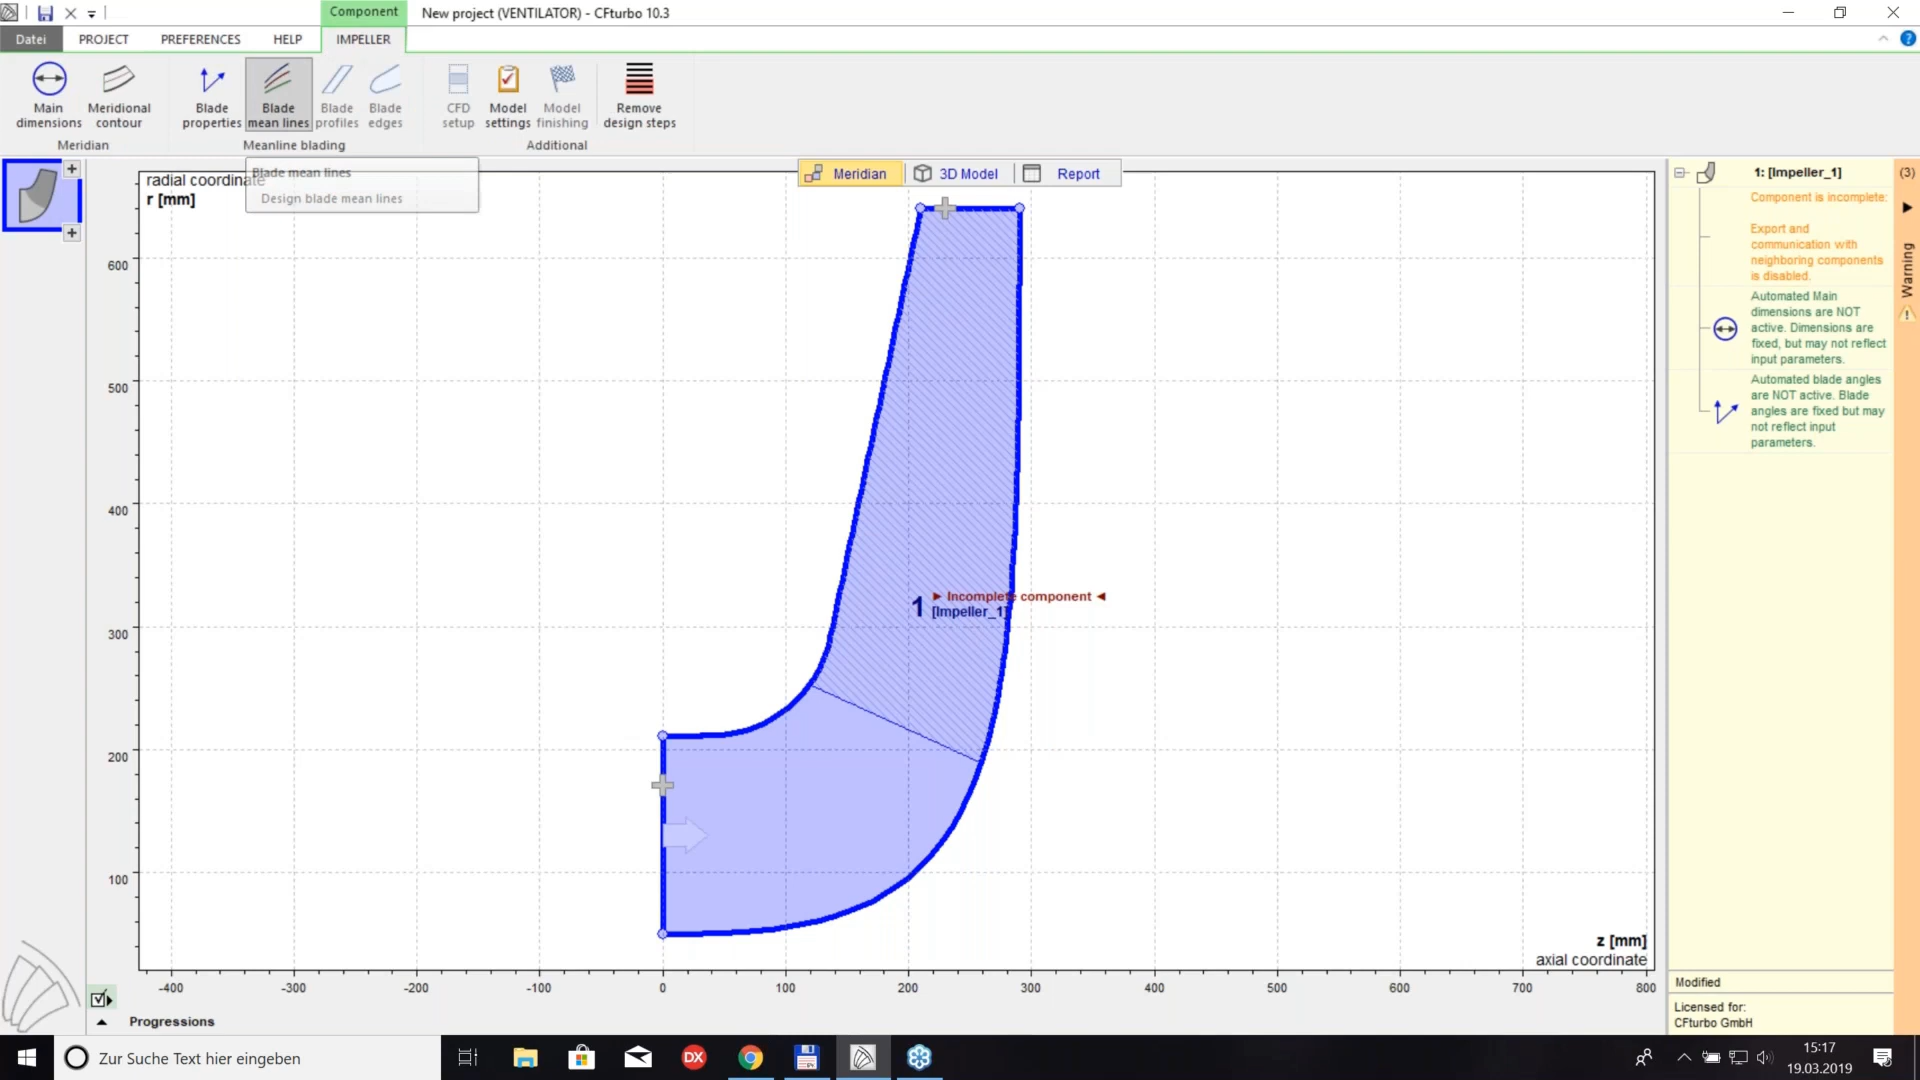 Component
New project (VENTILATOR) - CFturbo 10.3
Datei
PROJECT
PREFERENCES
HELP
IMPELLER
Main dimensions
Meridional contour
Blade properties
Blade mean lines
Blade profiles
Blade edges
CFD setup
Model settings
Model finishing
Remove design steps
Meridian
Meanline blading
Additional
Blade mean lines
Design blade mean lines
radial coordinate
r [mm]
Meridian
3D Model
Report
600
500
400
300
200
100
1
► Incomplete component ◄
[Impeller_1]
z [mm]
axial coordinate
-400
-300
-200
-100
0
100
200
300
400
500
600
700
800
Progressions
1: [Impeller_1]
Component is incomplete:
Export and
communication with
neighboring components
is disabled.
Automated Main
dimensions are NOT
active. Dimensions are
fixed, but may not reflect
input parameters.
Automated blade angles
are NOT active. Blade
angles are fixed but may
not reflect input
parameters.
(3)
Warning
Modified
Licensed for:
CFturbo GmbH
Zur Suche Text hier eingeben
DX
15:17
19.03.2019